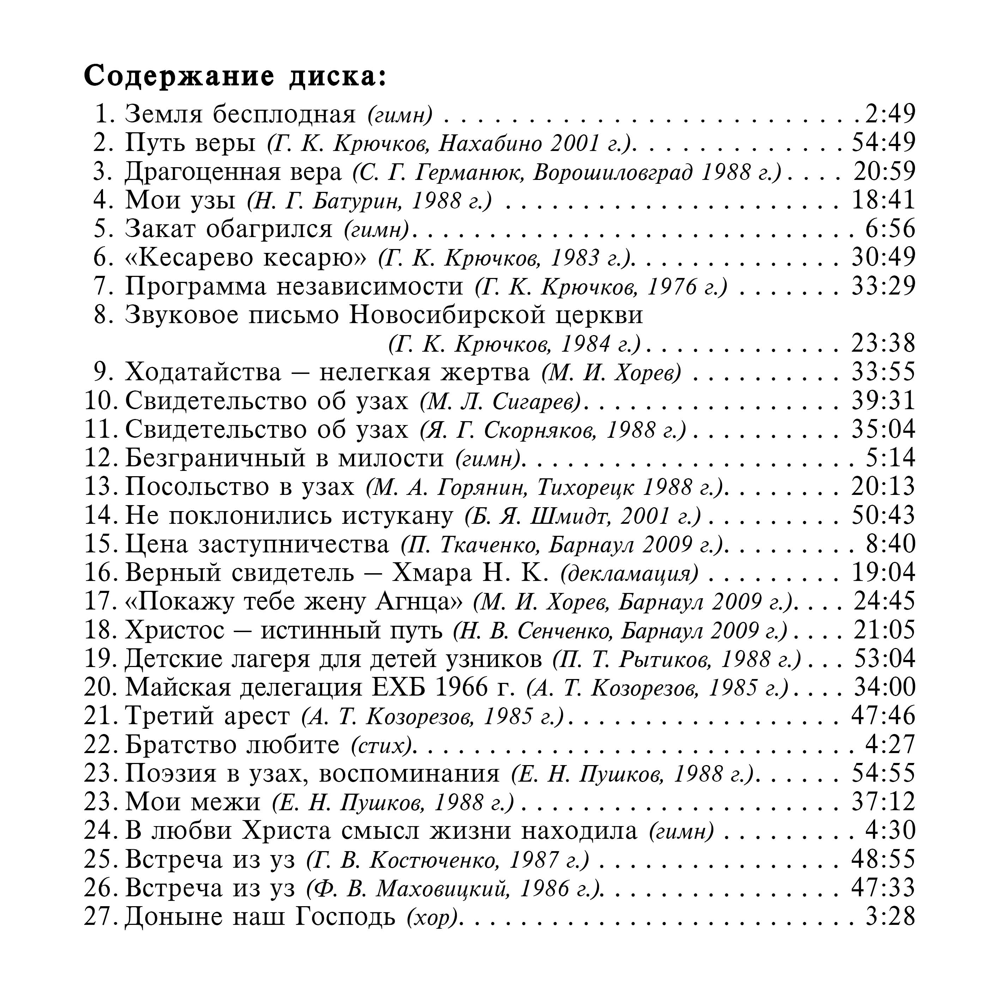 Содержание диска:
1. Земля бесплодная (гимн) . . . . . . . . . . . . . . . . . . . . . . . . . 2:49
2. Путь веры (Г. К. Крючков, Нахабино 2001 г.). . . . . . . . . . . . . 54:49
3. Драгоценная вера (С. Г. Германюк, Ворошиловград 1988 г.) . . . . 20:59
4. Мои узы (Н. Г. Батурин, 1988 г.) . . . . . . . . . . . . . . . . . . . . . . 18:41
5. Закат обагрился (гимн). . . . . . . . . . . . . . . . . . . . . . . . . . . . . 6:56
6. «Кесарево кесарю» (Г. К. Крючков, 1983 г.). . . . . . . . . . . . . . 30:49
7. Программа независимости (Г. К. Крючков, 1976 г.) . . . . . . . 33:29
8. Звуковое письмо Новосибирской церкви
(Г. К. Крючков, 1984 г.) . . . . . . . . . . . . . 23:38
9. Ходатайства – нелегкая жертва (М. И. Хорев) . . . . . . . . . . 33:55
10. Свидетельство об узах (М. Л. Сигарев). . . . . . . . . . . . . . . . . 39:31
11. Свидетельство об узах (Я. Г. Скорняков, 1988 г.) . . . . . . . . . . 35:04
12. Безграничный в милости (гимн). . . . . . . . . . . . . . . . . . . . . . 5:14
13. Посольство в узах (М. А. Горянин, Тихорецк 1988 г.). . . . . . . . 20:13
14. Не поклонились истукану (Б. Я. Шмидт, 2001 г.) . . . . . . . . . 50:43
15. Цена заступничества (П. Ткаченко, Барнаул 2009 г.). . . . . . . . . 8:40
16. Верный свидетель – Хмара Н. К. (декламация) . . . . . . . . . 19:04
17. «Покажу тебе жену Агнца» (М. И. Хорев, Барнаул 2009 г.). . . . 24:45
18. Христос – истинный путь (Н. В. Сенченко, Барнаул 2009 г.) . . . . 21:05
19. Детские лагеря для детей узников (П. Т. Рытиков, 1988 г.) . . . 53:04
20. Майская делегация ЕХБ 1966 г. (А. Т. Козорезов, 1985 г.) . . . . 34:00
21. Третий арест (А. Т. Козорезов, 1985 г.) . . . . . . . . . . . . . . . . . . 47:46
22. Братство любите (стих). . . . . . . . . . . . . . . . . . . . . . . . . . . . . 4:27
23. Поэзия в узах, воспоминания (Е. Н. Пушков, 1988 г.). . . . . . 54:55
23. Мои межи (Е. Н. Пушков, 1988 г.) . . . . . . . . . . . . . . . . . . . . . 37:12
24. В любви Христа смысл жизни находила (гимн) . . . . . . . . . 4:30
25. Встреча из уз (Г. В. Костюченко, 1987 г.) . . . . . . . . . . . . . . . . 48:55
26. Встреча из уз (Ф. В. Маховицкий, 1986 г.). . . . . . . . . . . . . . . . 47:33
27. Доныне наш Господь (хор). . . . . . . . . . . . . . . . . . . . . . . . . . 3:28